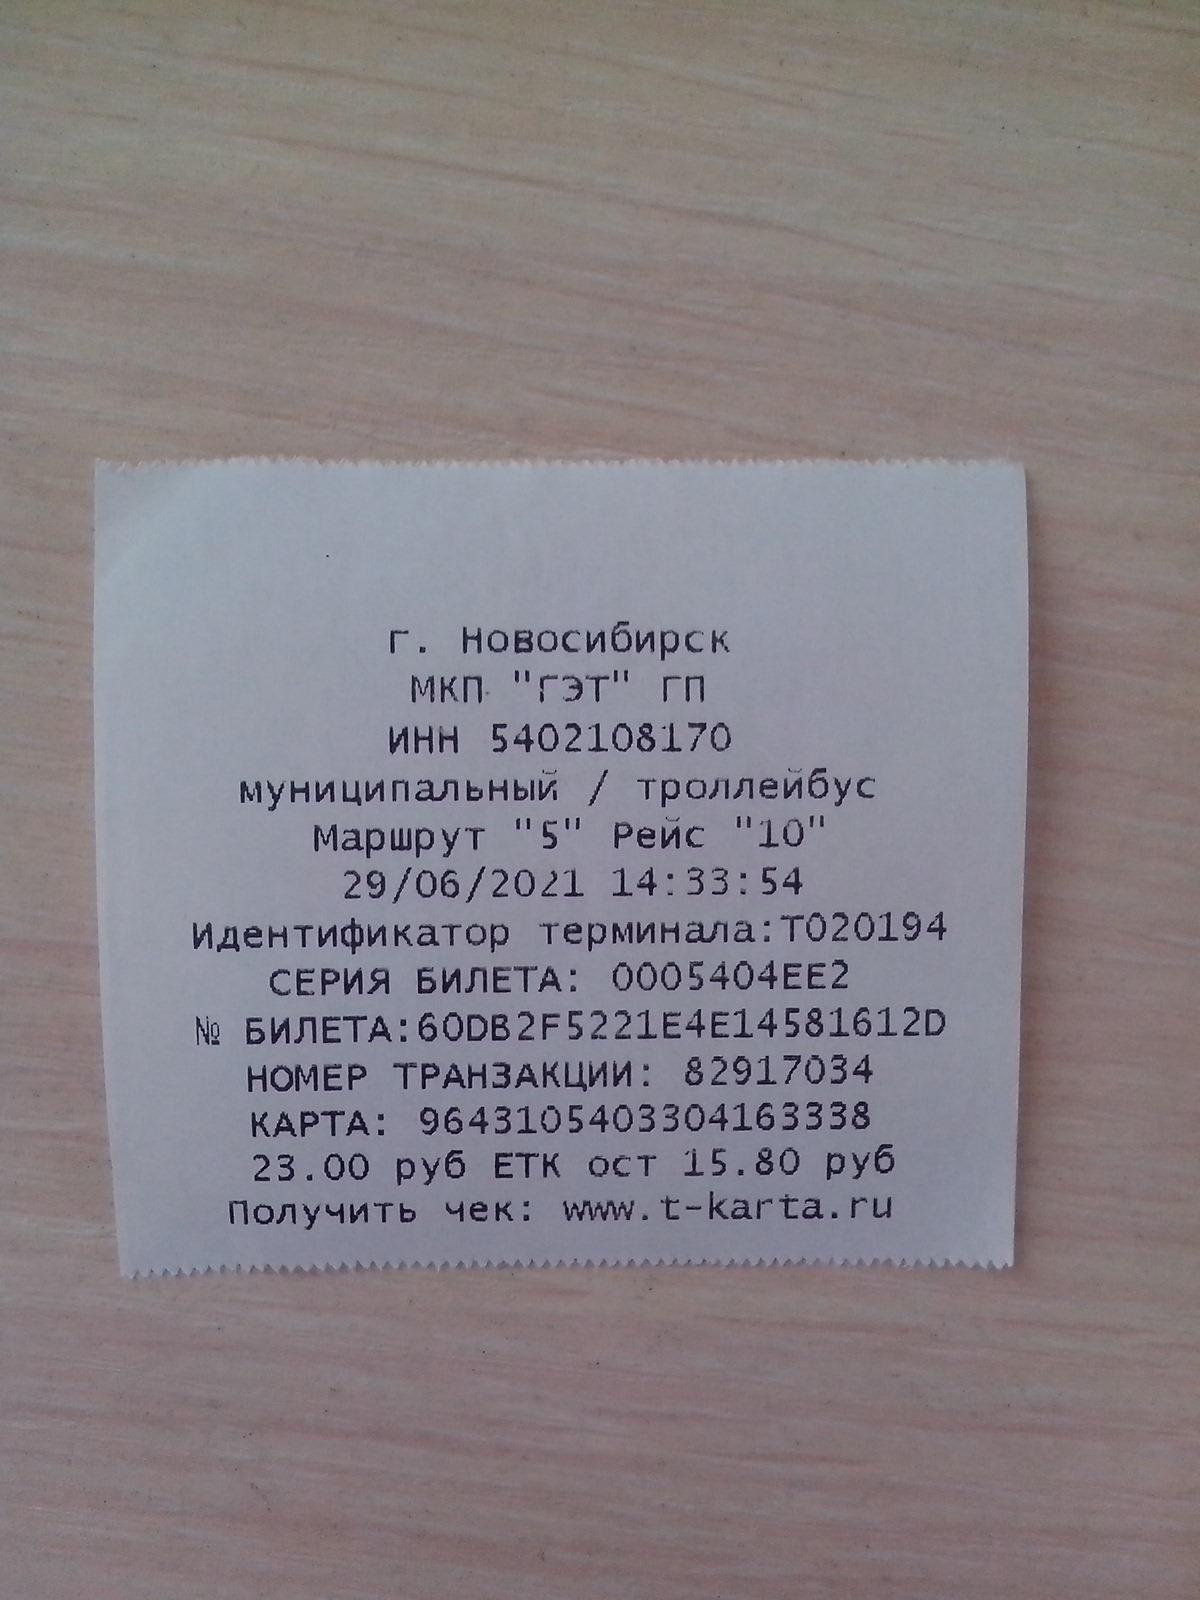 г. Новосибирск
МКП "ГЭТ" ГП
ИНН 5402108170
муниципальный / троллейбус
Маршрут "5" Рейс "10"
29/06/2021 14:33:54
Идентификатор терминала:T020194
СЕРИЯ БИЛЕТА: 0005404EE2
№ БИЛЕТА:60DB2F5221E4E14581612D
НОМЕР ТРАНЗАКЦИИ: 82917034
КАРТА: 9643105403304163338
23.00 руб ЕТК ост 15.80 руб
Получить чек: www.t-karta.ru